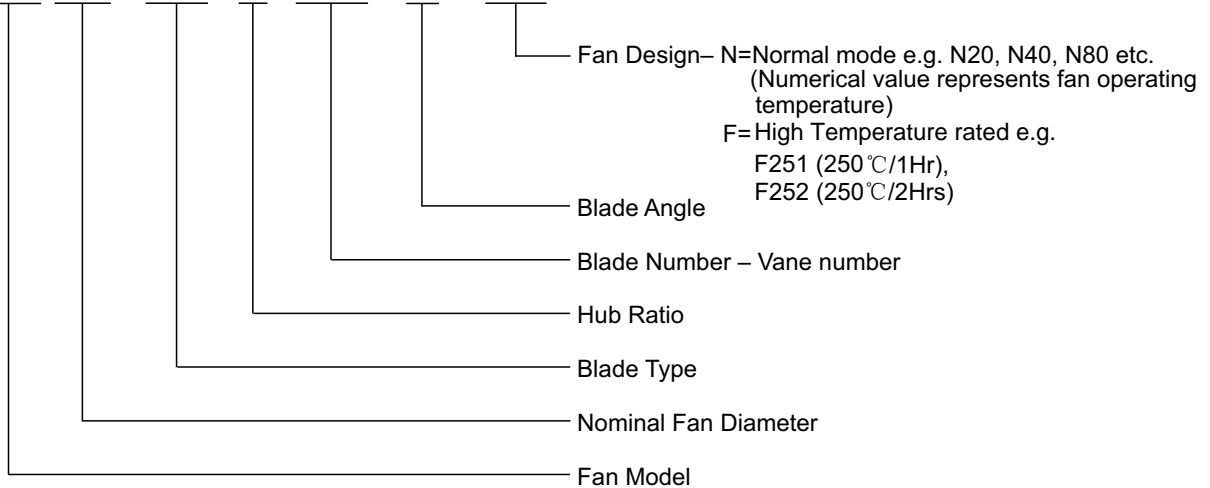 Fan Design– N=Normal mode e.g. N20, N40, N80 etc.
(Numerical value represents fan operating
temperature)
F=High Temperature rated e.g.
F251 (250℃/1Hr),
F252 (250℃/2Hrs)
Blade Angle
Blade Number – Vane number
Hub Ratio
Blade Type
Nominal Fan Diameter
Fan Model